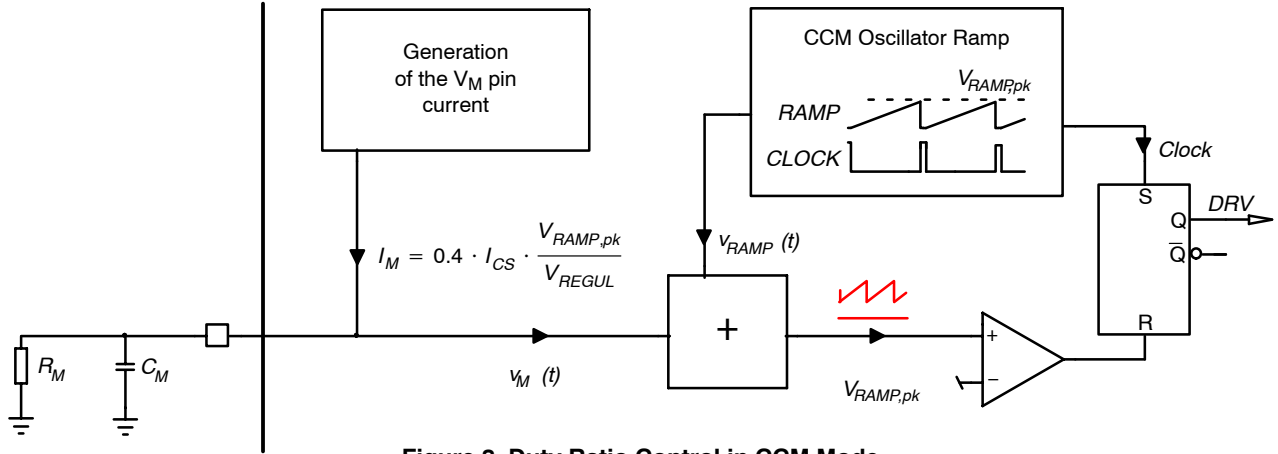 Generation
of the VM pin
current
CCM Oscillator Ramp
VRAMP,pk
RAMP
CLOCK
Clock
S
Q
DRV
Q̅
R
IM = 0.4 · ICS · VRAMP,pk / VREGUL
vRAMP (t)
+
+
−
RM
CM
vM (t)
VRAMP,pk